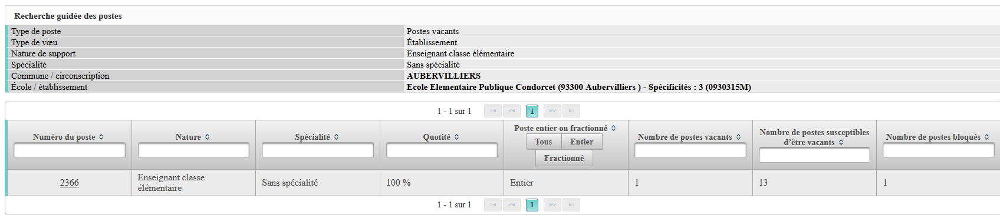 Recherche guidée des postes
Type de poste Postes vacants
Type de vœu Établissement
Nature de support Enseignant classe élémentaire
Spécialité Sans spécialité
Commune / circonscription AUBERVILLIERS
École / établissement Ecole Elementaire Publique Condorcet (93300 Aubervilliers ) - Spécificités : 3 (0930315M)
1 - 1 sur 1 1
Numéro du poste Nature Spécialité Quotité Poste entier ou fractionné Nombre de postes vacants Nombre de postes susceptibles d'être vacants Nombre de postes bloqués
Tous Entier
Fractionné
2366 Enseignant classe élémentaire Sans spécialité 100 % Entier 1 13 1
1 - 1 sur 1 1